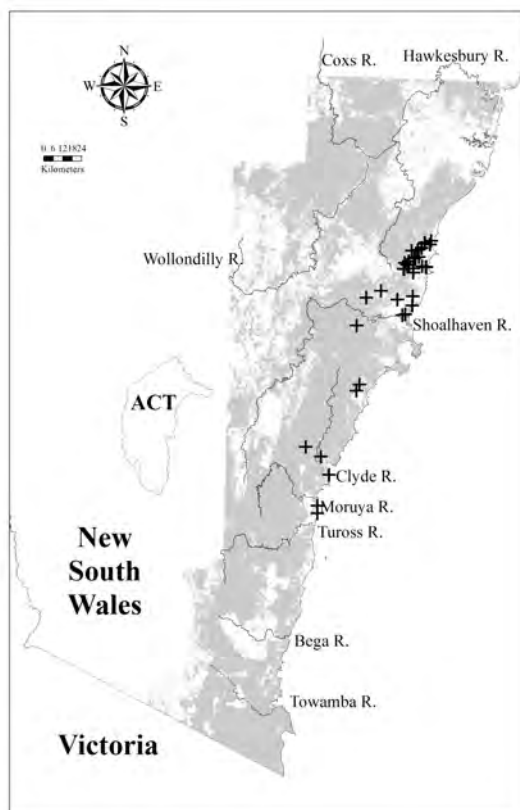 Coxs R.
Hawkesbury R.
N
W
E
S
0 6 121824
Kilometers
Wollondilly R.
Shoalhaven R.
ACT
Clyde R.
Moruya R.
Tuross R.
New
South
Wales
Bega R.
Towamba R.
Victoria